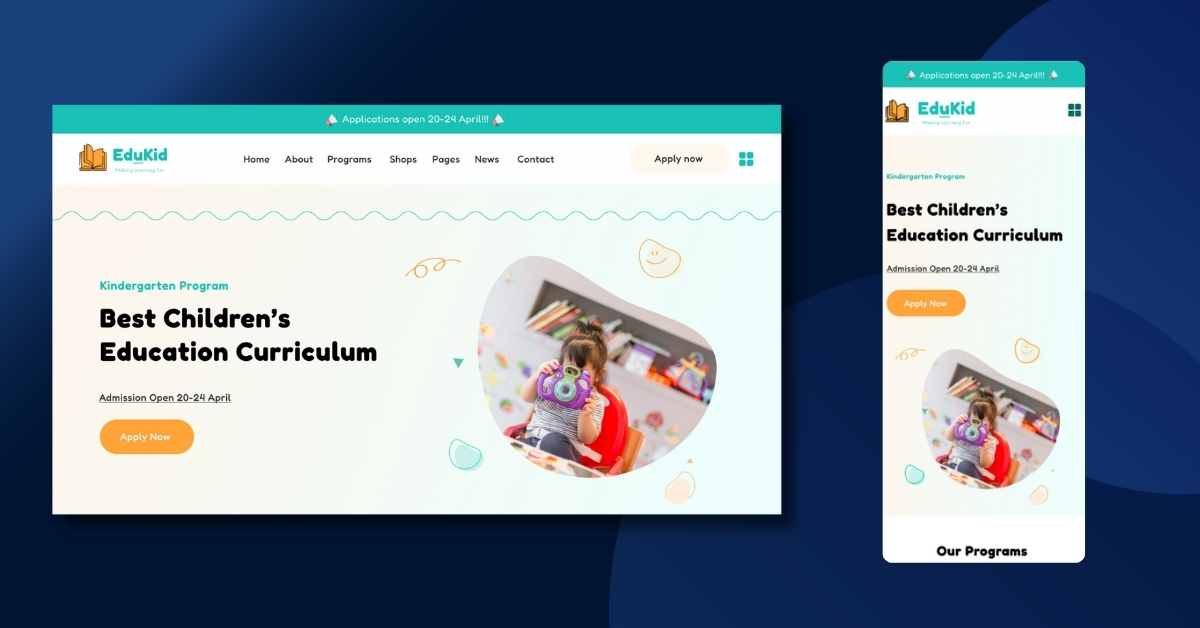 Applications open 20-24 April!!!
EduKid
Making learning fun
Home About Programs Shops Pages News Contact
Apply now
Kindergarten Program
Best Children's
Education Curriculum
Admission Open 20-24 April
Apply Now
Applications open 20-24 April!!!
EduKid
Making learning fun
Kindergarten Program
Best Children's
Education Curriculum
Admission Open 20-24 April
Apply Now
Our Programs